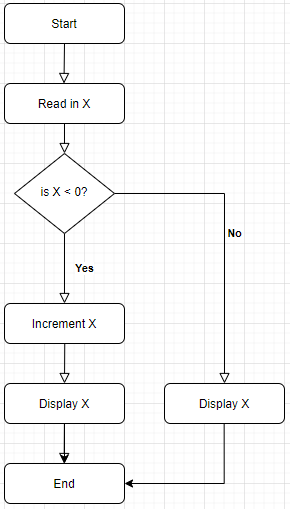 Start
Read in X
is X < 0?
No
Yes
Increment X
Display X
Display X
End